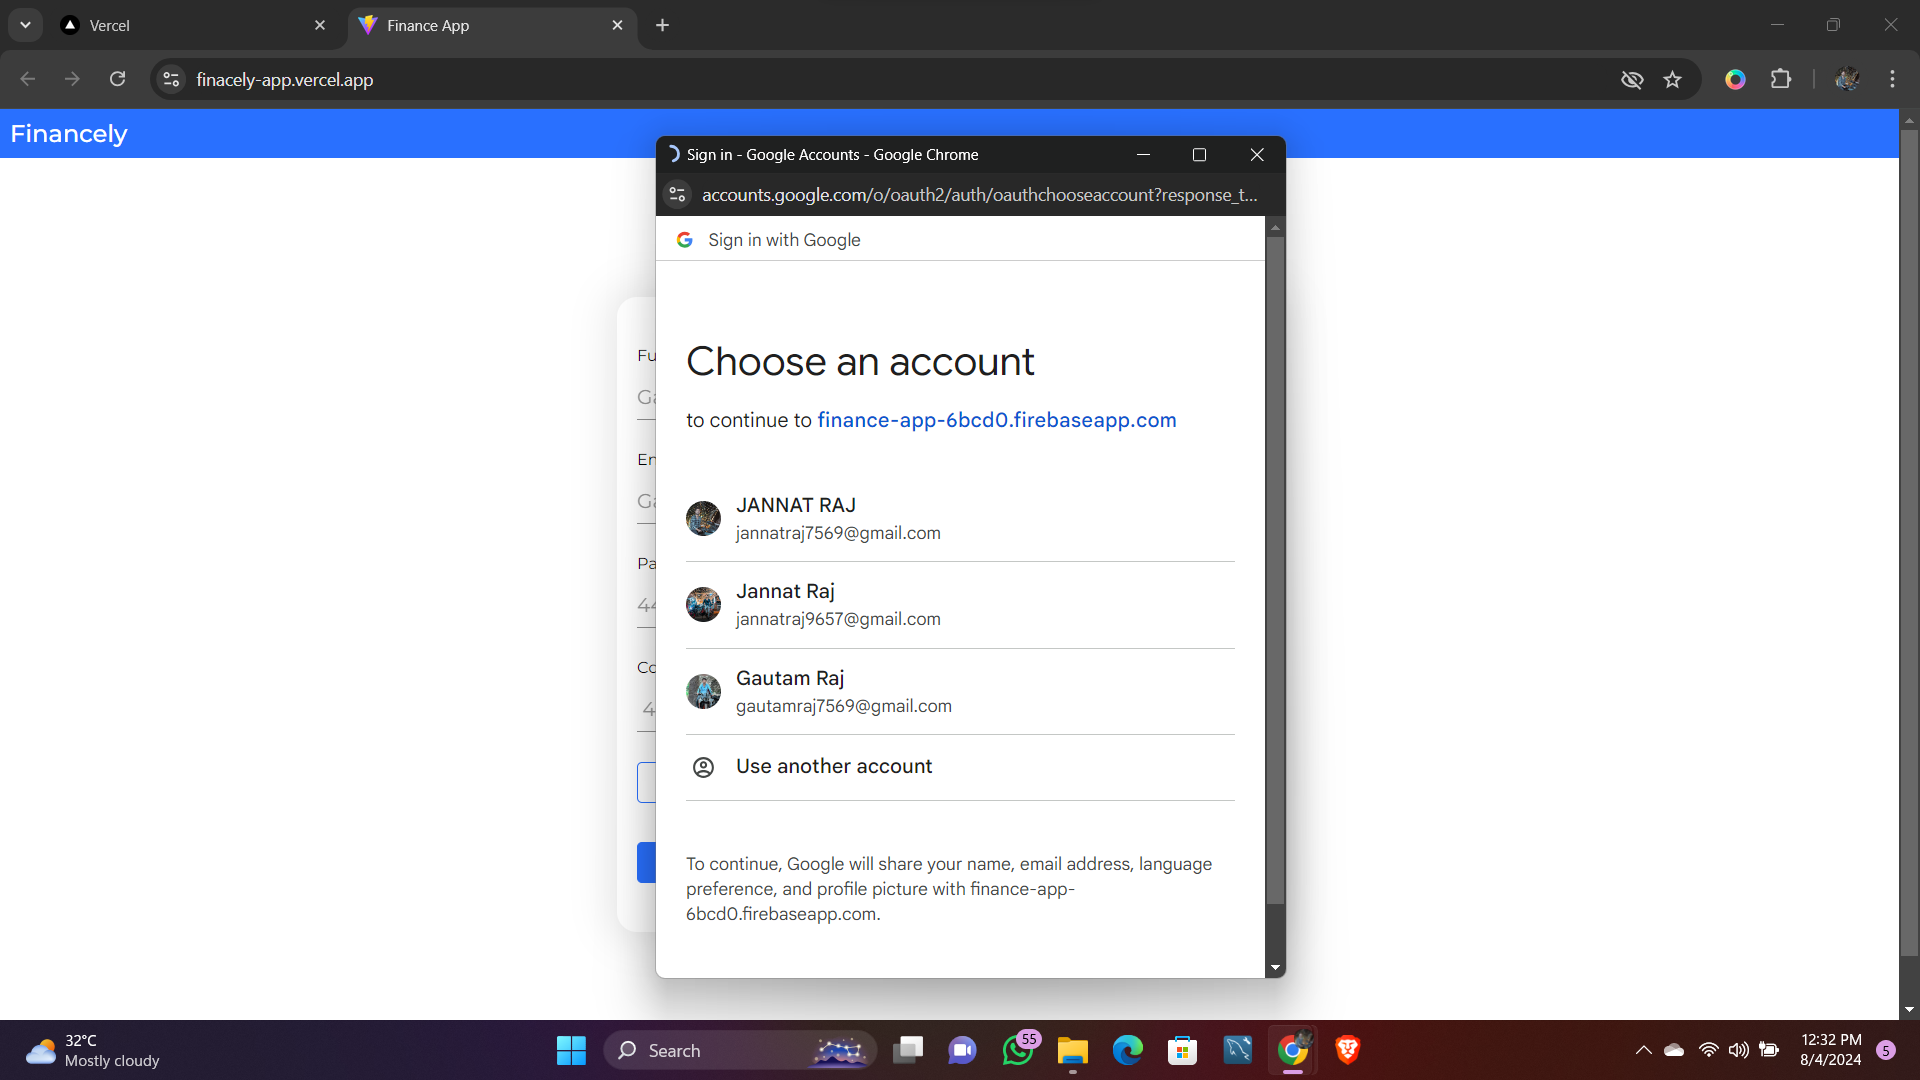 Vercel
Finance App
finacely-app.vercel.app
Financely
Sign in - Google Accounts - Google Chrome
accounts.google.com/o/oauth2/auth/oauthchooseaccount?response_t...
Sign in with Google
Choose an account
to continue to finance-app-6bcd0.firebaseapp.com
JANNAT RAJ
jannatraj7569@gmail.com
Jannat Raj
jannatraj9657@gmail.com
Gautam Raj
gautamraj7569@gmail.com
Use another account
To continue, Google will share your name, email address, language
preference, and profile picture with finance-app-
6bcd0.firebaseapp.com.
Fu
Ga
Em
Ga
Pa
44
Co
4
32°C
Mostly cloudy
Search
55
12:32 PM
8/4/2024
5